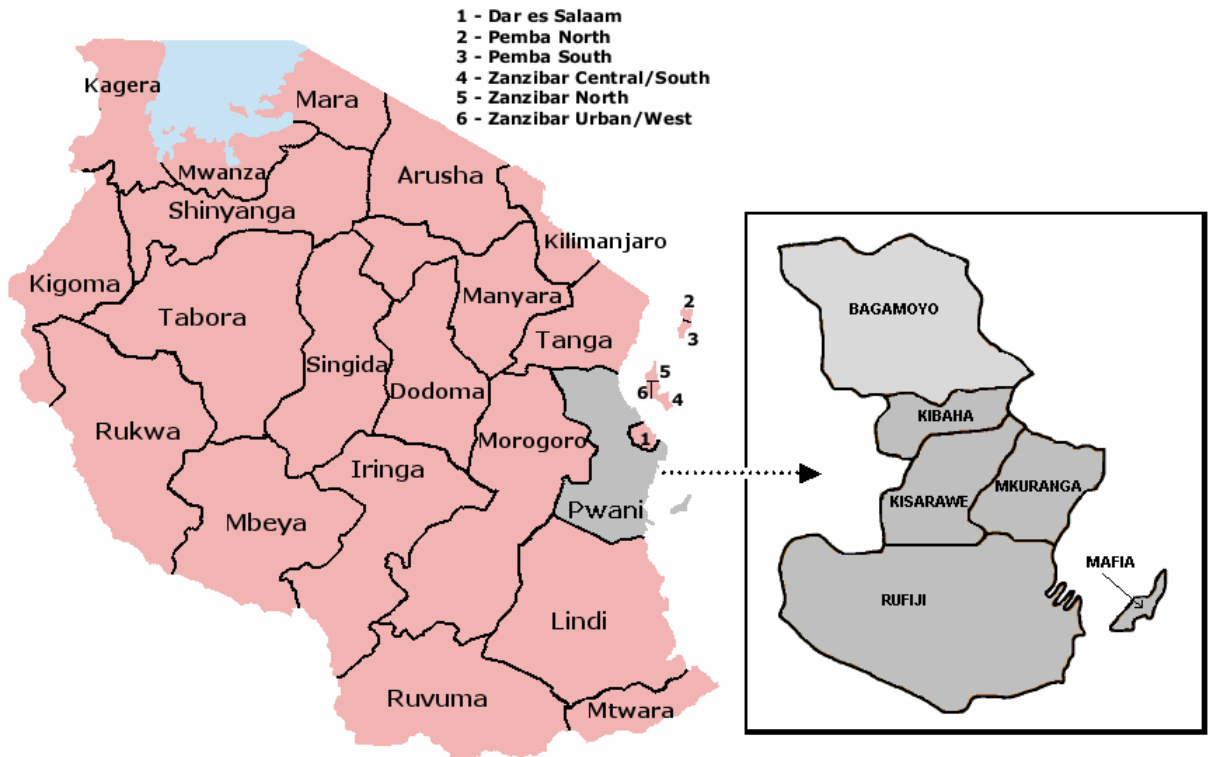 1 - Dar es Salaam
2 - Pemba North
3 - Pemba South
4 - Zanzibar Central/South
5 - Zanzibar North
6 - Zanzibar Urban/West
Kagera
Mara
Mwanza
Arusha
Shinyanga
Kilimanjaro
Kigoma
Manyara
Tabora
Tanga
2
3
Singida
Dodoma
5
6
4
Rukwa
Morogoro
1
Iringa
Mbeya
Pwani
Lindi
Ruvuma
Mtwara
BAGAMOYO
KIBAHA
KISARAWE
MKURANGA
MAFIA
RUFIJI